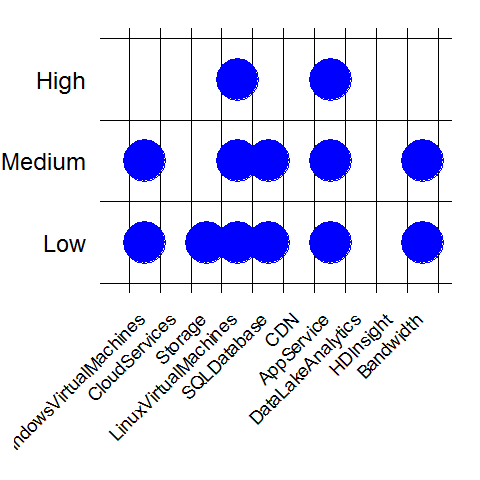 High
Medium
Low
ndowsVirtualMachines
CloudServices
Storage
LinuxVirtualMachines
SQLDatabase
CDN
AppService
DataLakeAnalytics
HDInsight
Bandwidth